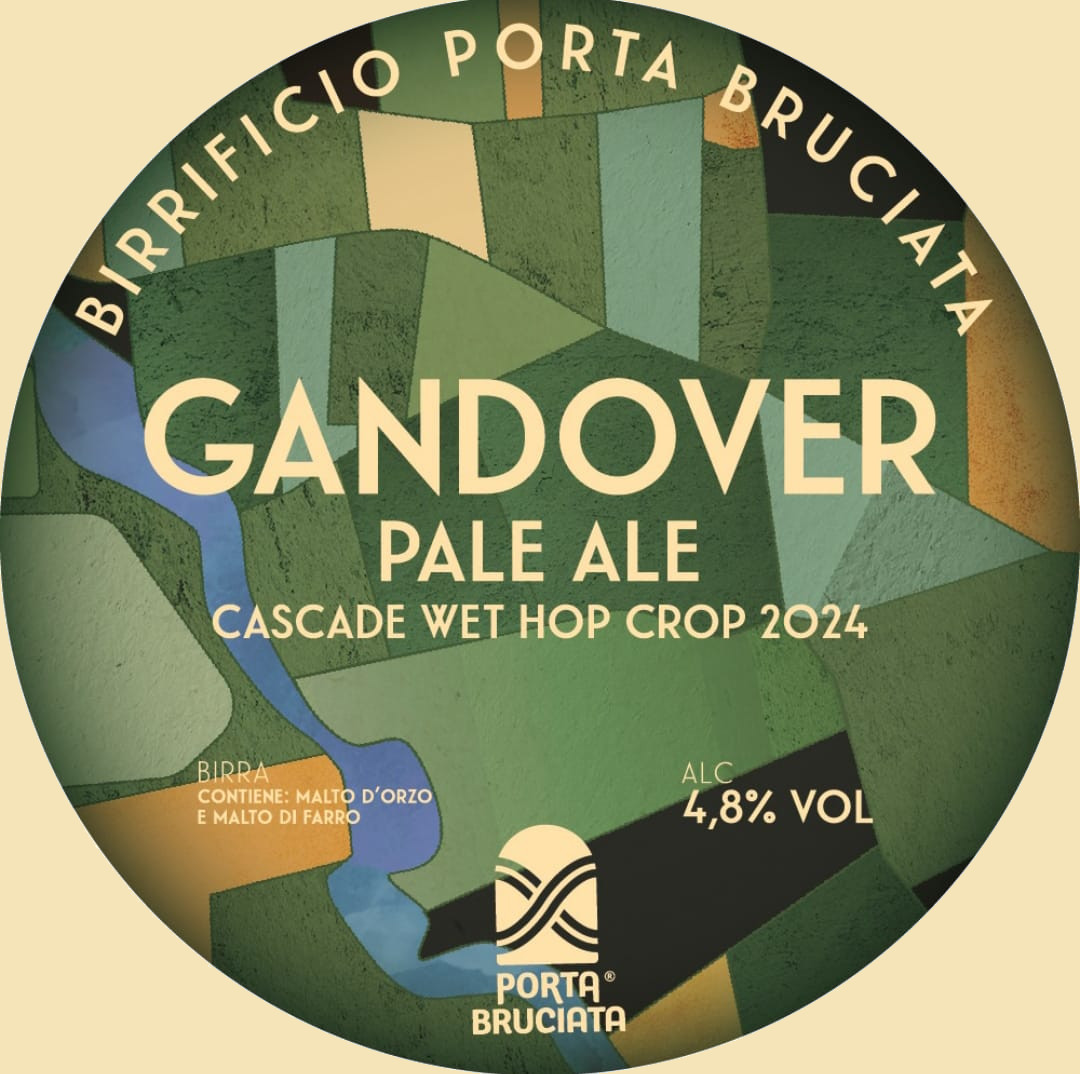 BIRRIFICIO PORTA BRUCIATA
GANDOVER
PALE ALE
CASCADE WET HOP CROP 2024
BIRRA
CONTIENE: MALTO D'ORZO
E MALTO DI FARRO
ALC
4,8% VOL
PORTA®
BRUCIATA